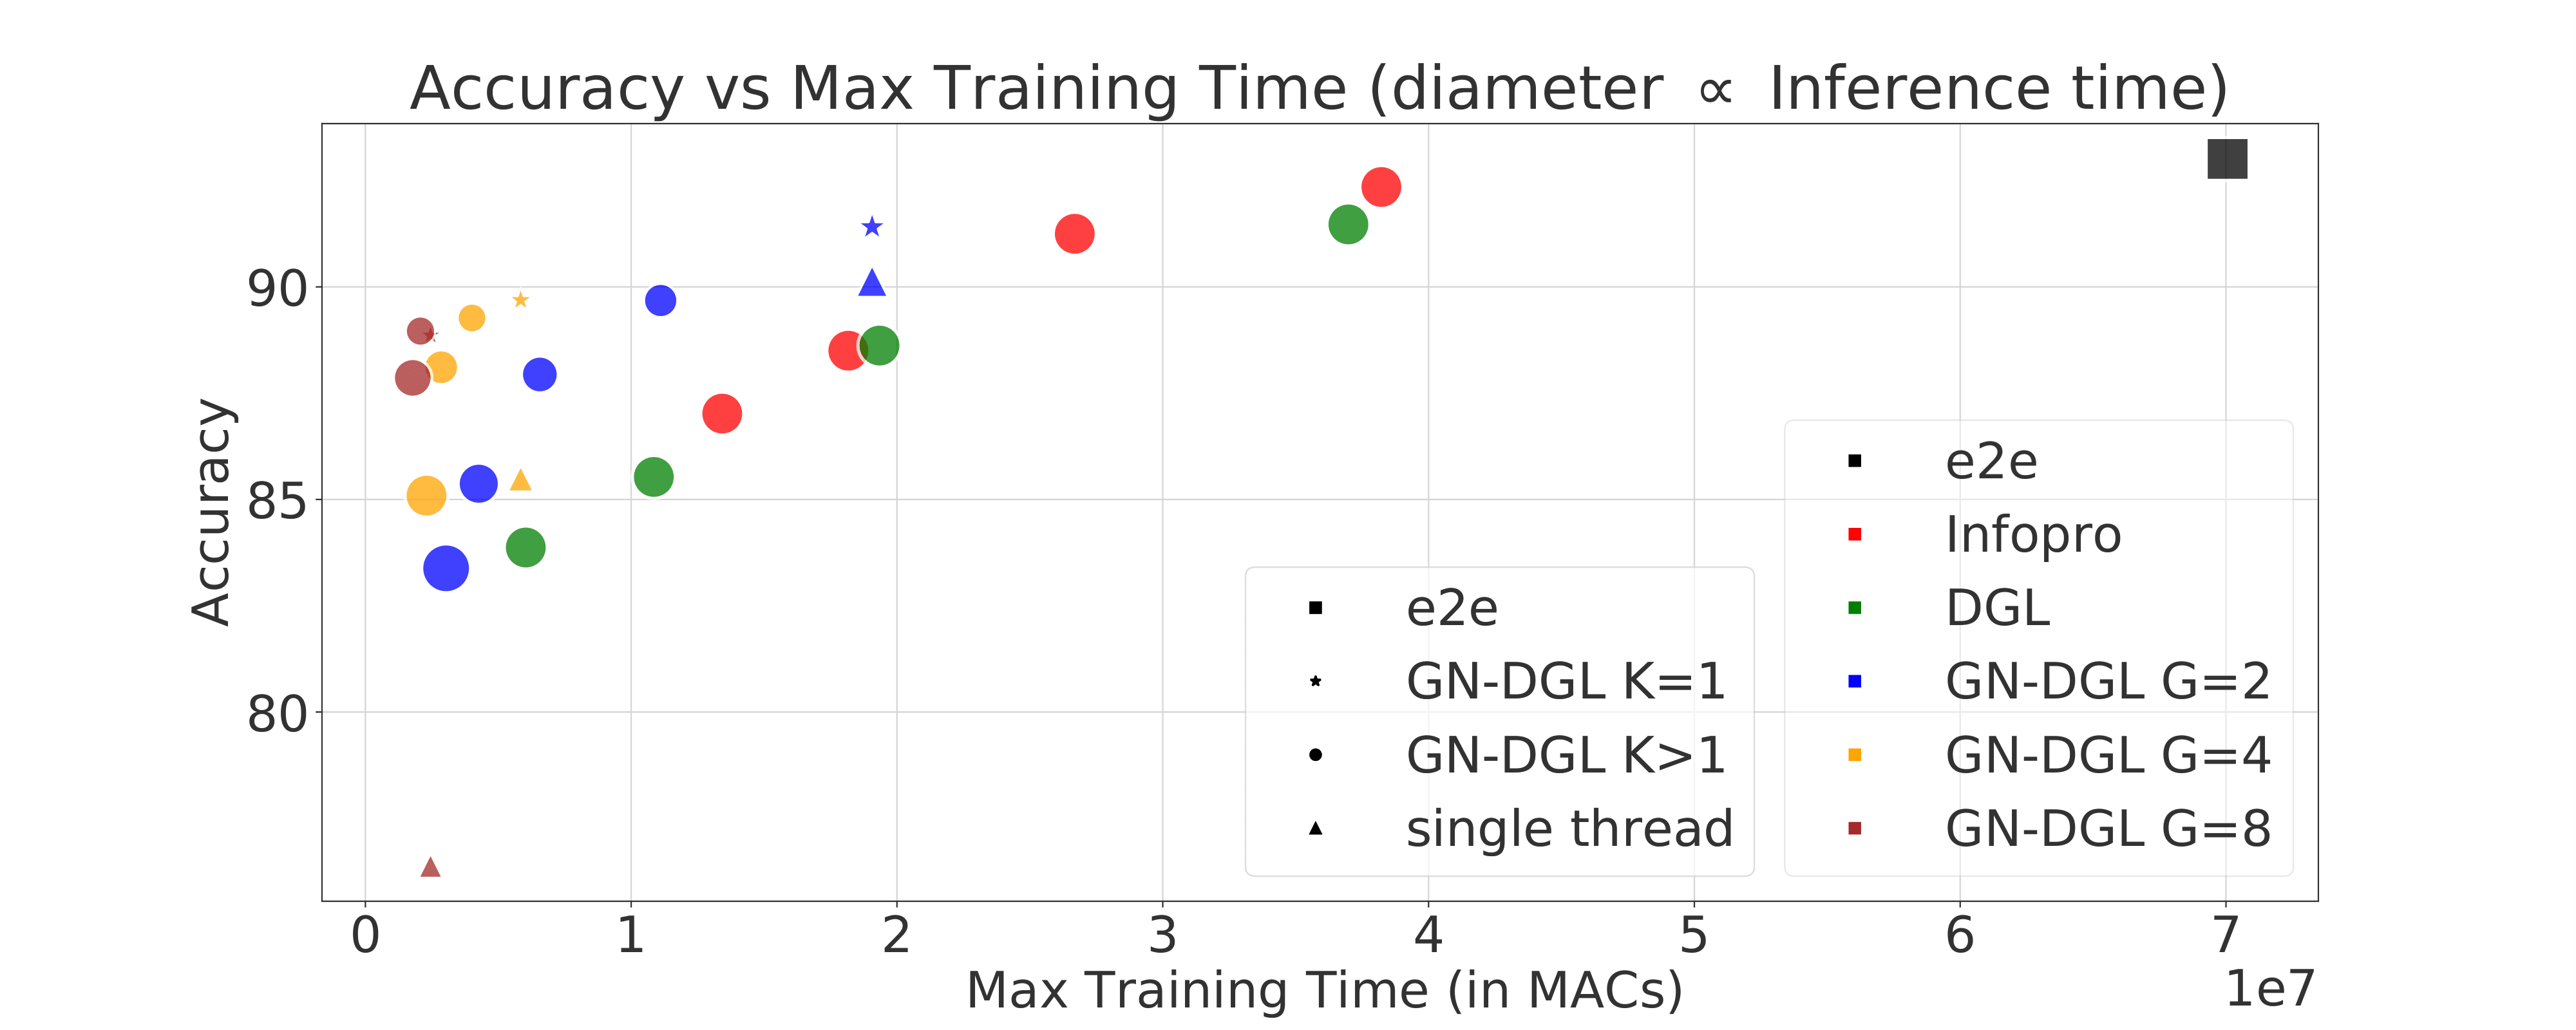 Accuracy vs Max Training Time (diameter ∝ Inference time)
Accuracy
90
85
80
e2e
GN-DGL K=1
GN-DGL K>1
single thread
e2e
Infopro
DGL
GN-DGL G=2
GN-DGL G=4
GN-DGL G=8
0 1 2 3 4 5 6 7
1e7
Max Training Time (in MACs)